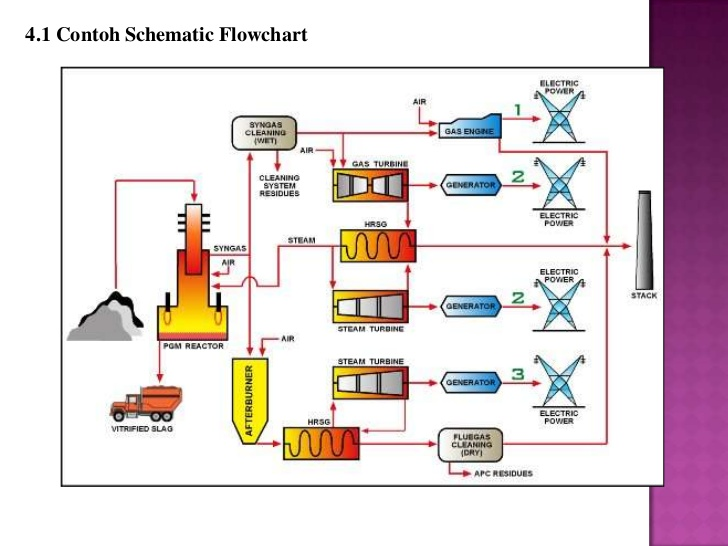 4.1 Contoh Schematic Flowchart
ELECTRIC
POWER
AIR
1
GAS ENGINE
SYNGAS
CLEANING
(WET)
AIR
GAS TURBINE
CLEANING
SYSTEM
RESIDUES
GENERATOR
2
ELECTRIC
POWER
HRSG
STEAM
SYNGAS
AIR
ELECTRIC
POWER
STACK
GENERATOR
2
STEAM TURBINE
AIR
PGM REACTOR
STEAM TURBINE
AFTERBURNER
GENERATOR
3
ELECTRIC
POWER
VITRIFIED SLAG
HRSG
FLUEGAS
CLEANING
(DRY)
APC RESIDUES